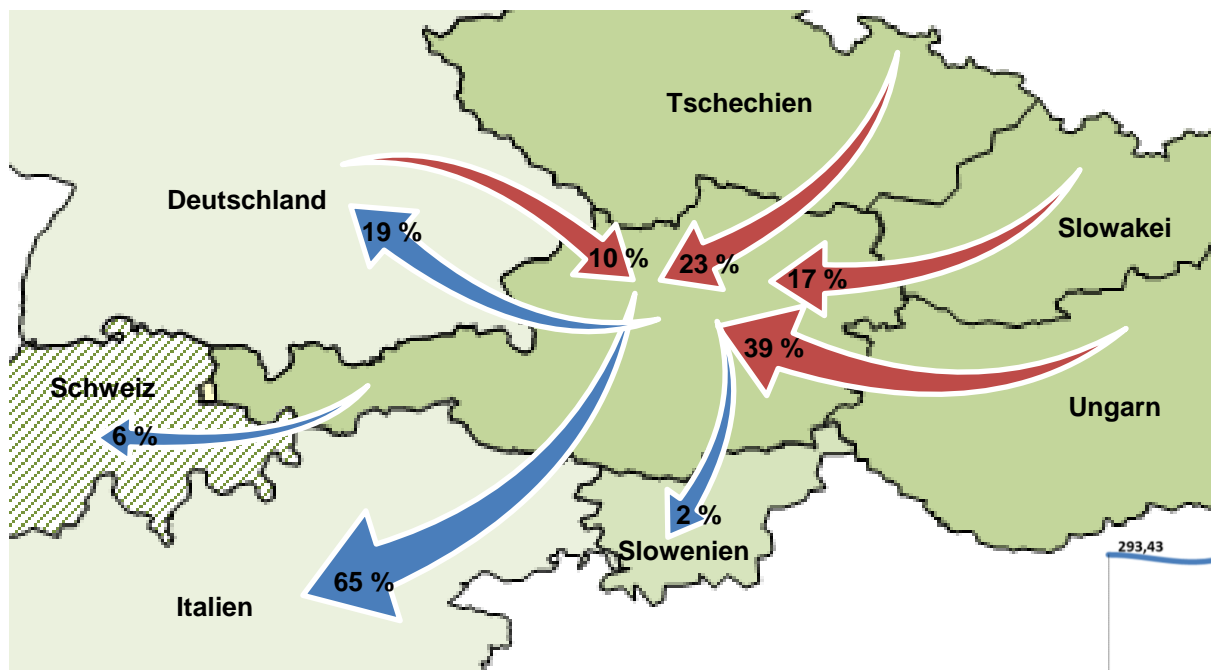 Tschechien
Deutschland
Slowakei
19 %
10 %
23 %
17 %
39 %
Schweiz
Ungarn
6 %
2 %
Slowenien
293,43
65 %
Italien